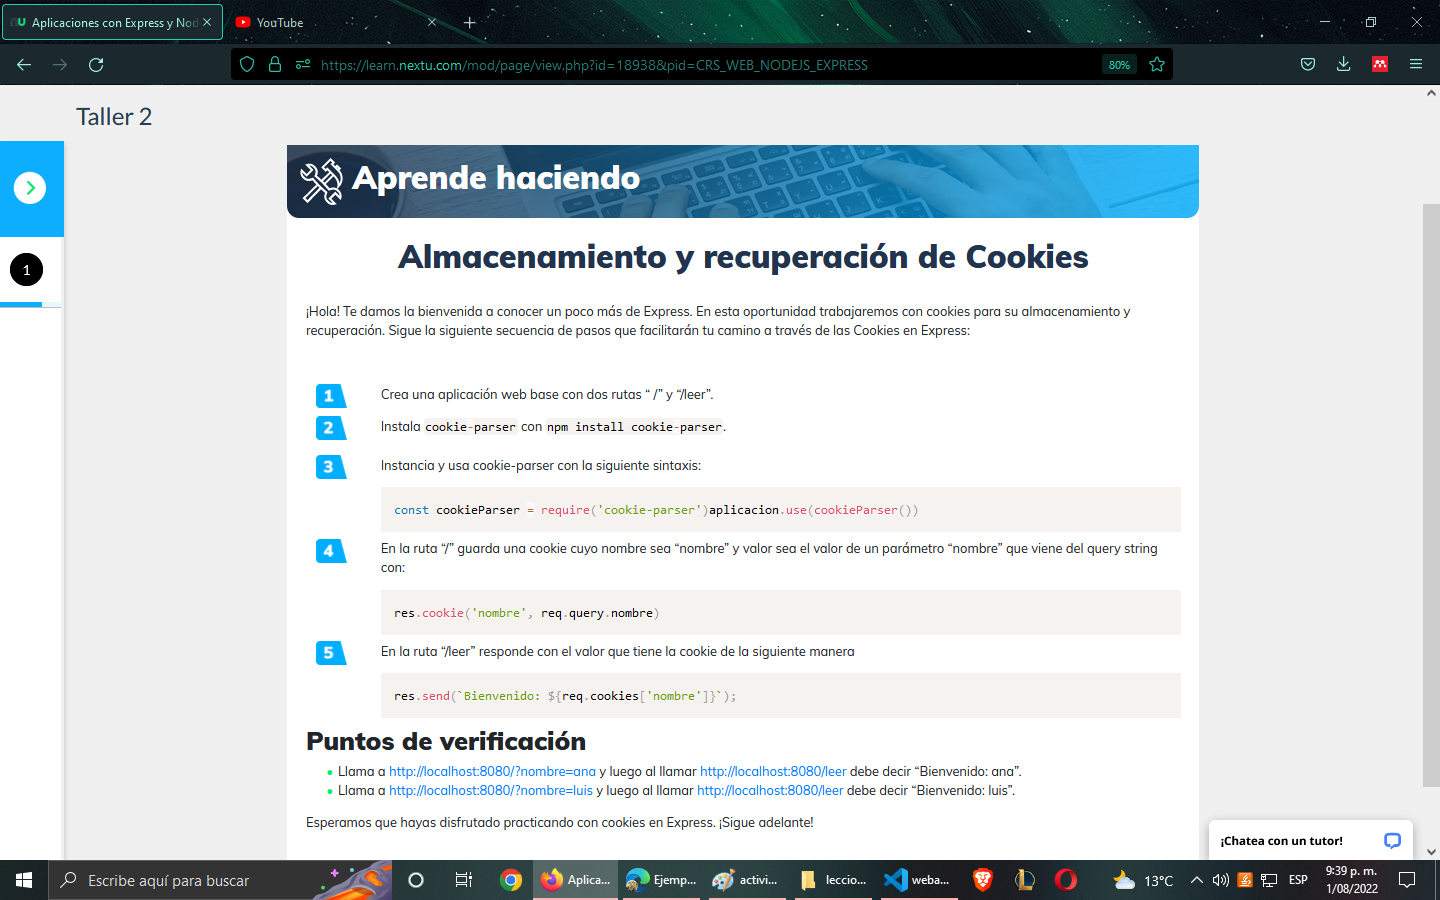 Aplicaciones con Express y Nod
YouTube
https://learn.nextu.com/mod/page/view.php?id=18938&pid=CRS_WEB_NODEJS_EXPRESS
80%
Taller 2
1
Aprende haciendo
Almacenamiento y recuperación de Cookies
¡Hola! Te damos la bienvenida a conocer un poco más de Express. En esta oportunidad trabajaremos con cookies para su almacenamiento y
recuperación. Sigue la siguiente secuencia de pasos que facilitarán tu camino a través de las Cookies en Express:
1 Crea una aplicación web base con dos rutas “ /” y “/leer”.
2 Instala cookie-parser con npm install cookie-parser.
3 Instancia y usa cookie-parser con la siguiente sintaxis:
const cookieParser = require('cookie-parser')aplicacion.use(cookieParser())
4 En la ruta “/” guarda una cookie cuyo nombre sea “nombre” y valor sea el valor de un parámetro “nombre” que viene del query string
con:
res.cookie('nombre', req.query.nombre)
5 En la ruta “/leer” responde con el valor que tiene la cookie de la siguiente manera
res.send(`Bienvenido: ${req.cookies['nombre']}`);
Puntos de verificación
• Llama a http://localhost:8080/?nombre=ana y luego al llamar http://localhost:8080/leer debe decir “Bienvenido: ana”.
• Llama a http://localhost:8080/?nombre=luis y luego al llamar http://localhost:8080/leer debe decir “Bienvenido: luis”.
Esperamos que hayas disfrutado practicando con cookies en Express. ¡Sigue adelante!
¡Chatea con un tutor!
Escribe aquí para buscar
Aplica...
Ejemp...
activi...
leccio...
weba...
13°C
ESP
9:39 p. m.
1/08/2022